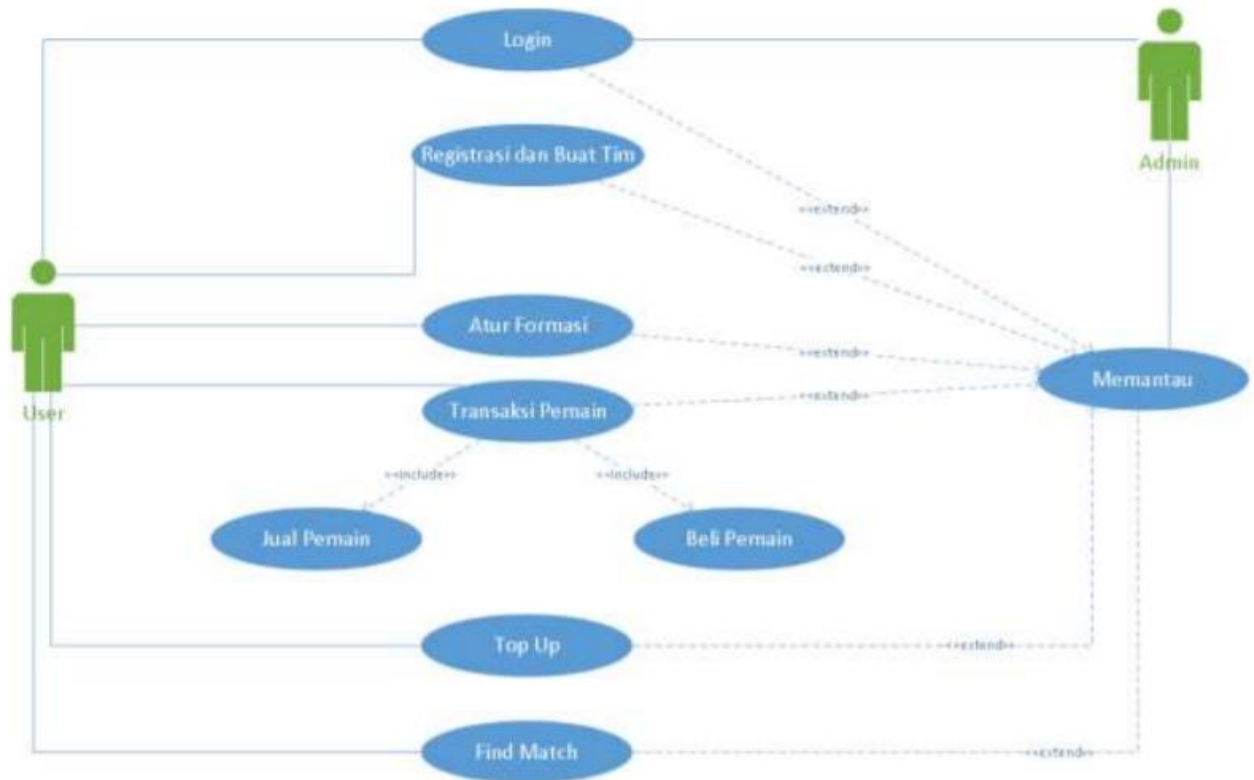 Login
Admin
Registrasi dan Buat Tim
<<extend>>
<<extend>>
User
Atur Formasi
<<extend>>
Memantau
Transaksi Pemain
<<extend>>
<<include>>
<<include>>
Jual Pemain
Beli Pemain
Top Up
<<extend>>
Find Match
<<extend>>